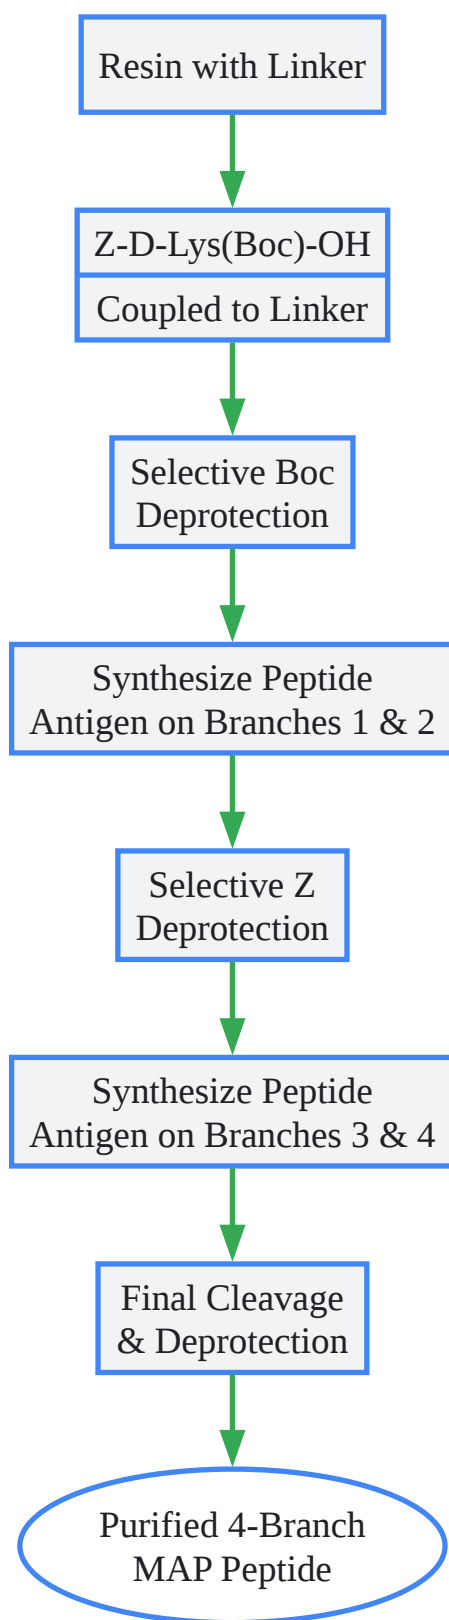 Resin with Linker
Z-D-Lys(Boc)-OH
Coupled to Linker
Selective Boc
Deprotection
Synthesize Peptide
Antigen on Branches 1 & 2
Selective Z
Deprotection
Synthesize Peptide
Antigen on Branches 3 & 4
Final Cleavage
& Deprotection
Purified 4-Branch
MAP Peptide